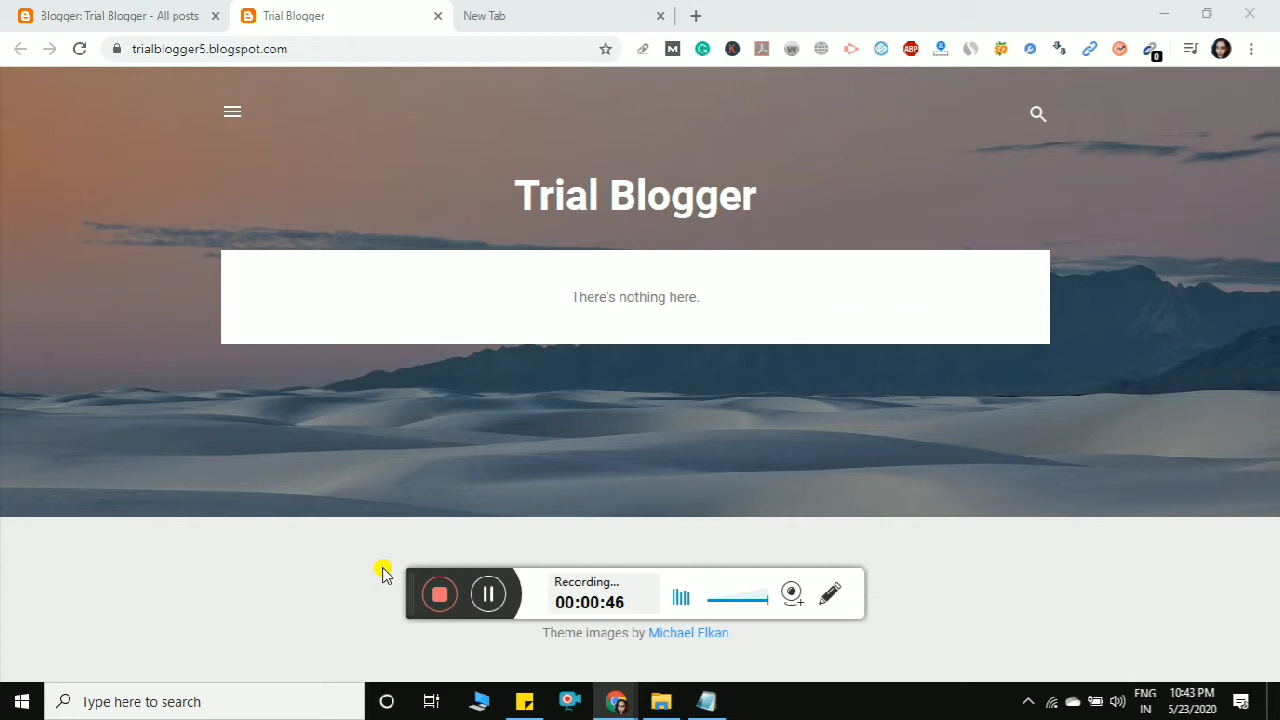 Blogger: Trial Blogger - All posts
Trial Blogger
New Tab
trialblogger5.blogspot.com
M
K
W
ABP
0
Trial Blogger
There's nothing here.
Recording...
00:00:46
Theme images by Michael Elkan
Type here to search
ENG
IN
10:43 PM
5/23/2020